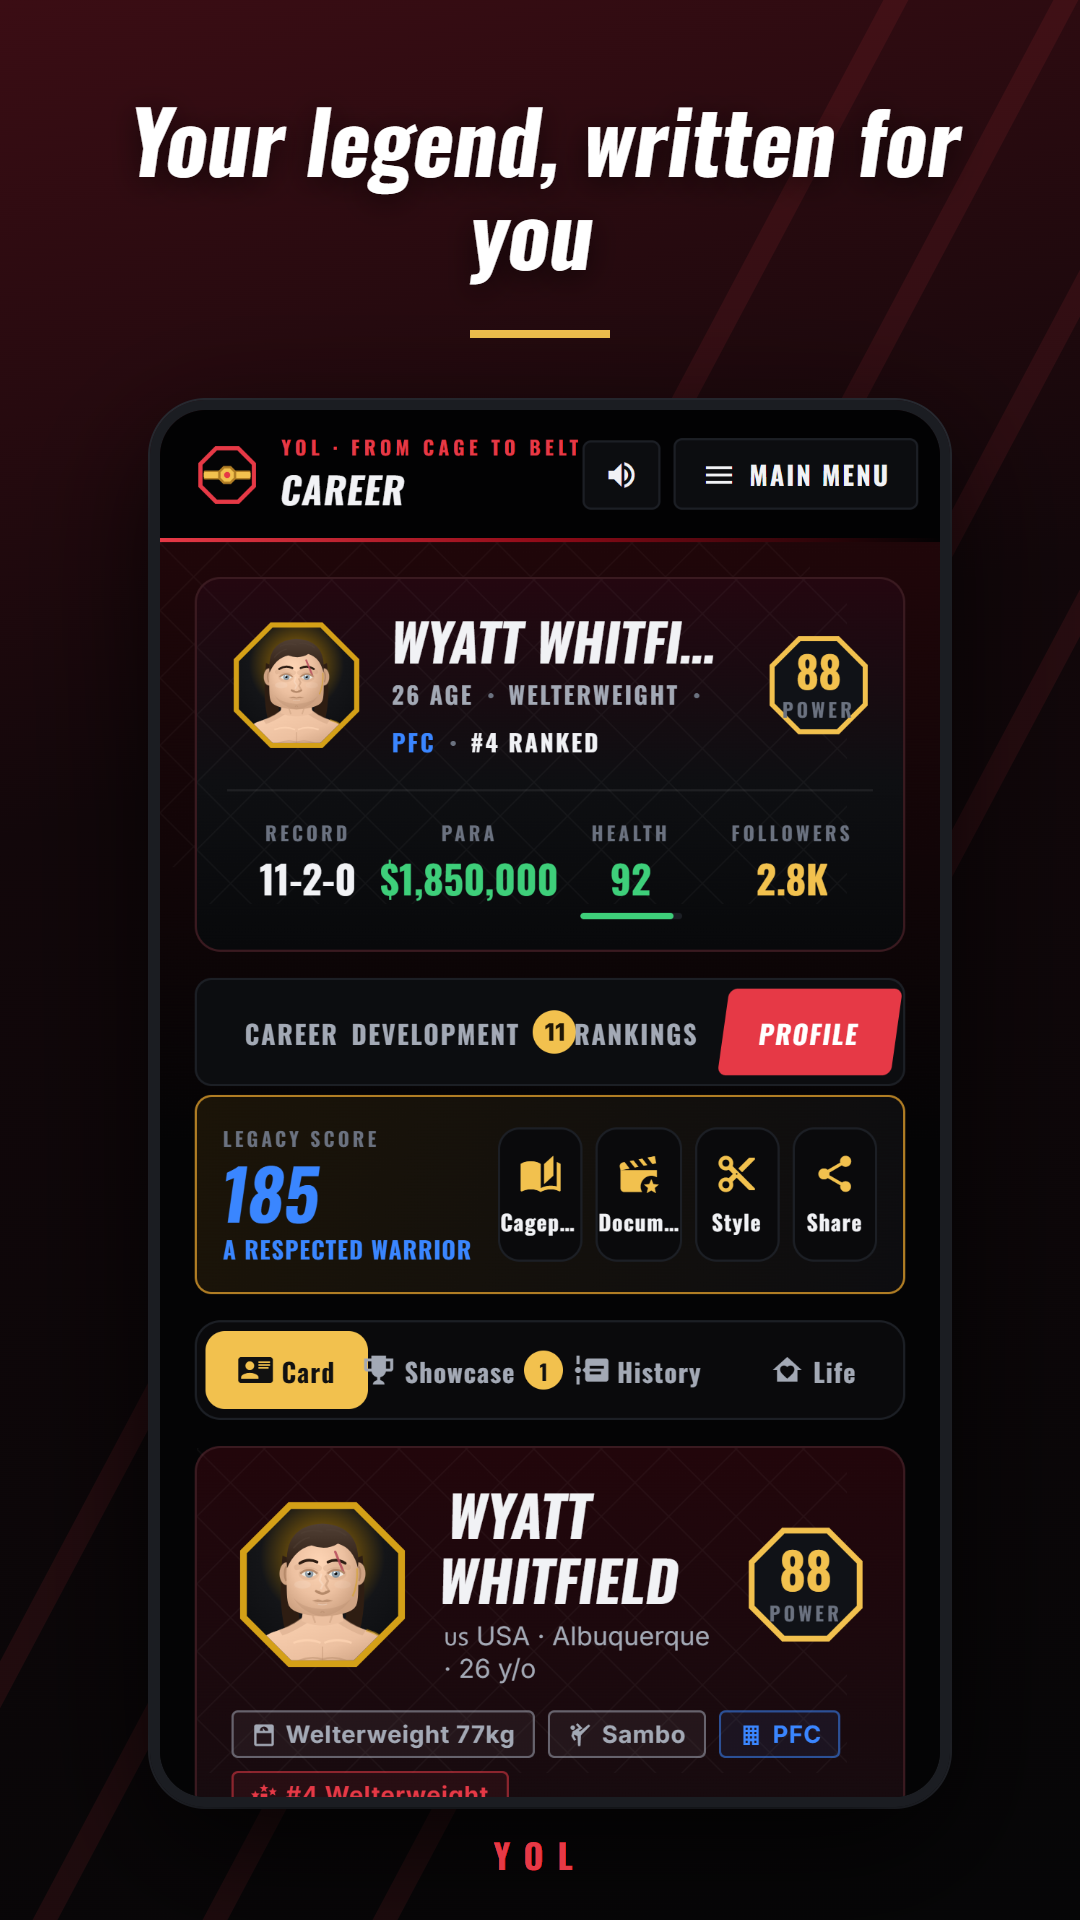 Your legend, written for
you
YOL · FROM CAGE TO BELT
CAREER
MAIN MENU
WYATT WHITFI...
26 AGE · WELTERWEIGHT ·
PFC · #4 RANKED
88
POWER
RECORD PARA HEALTH FOLLOWERS
11-2-0 $1,850,000 92 2.8K
CAREER DEVELOPMENT 11 RANKINGS PROFILE
LEGACY SCORE
185
A RESPECTED WARRIOR
Cagep... Docum... Style Share
Card Showcase 1 History Life
WYATT
WHITFIELD
US USA · Albuquerque
· 26 y/o
88
POWER
Welterweight 77kg Sambo PFC
#4 Welterweight
YOL